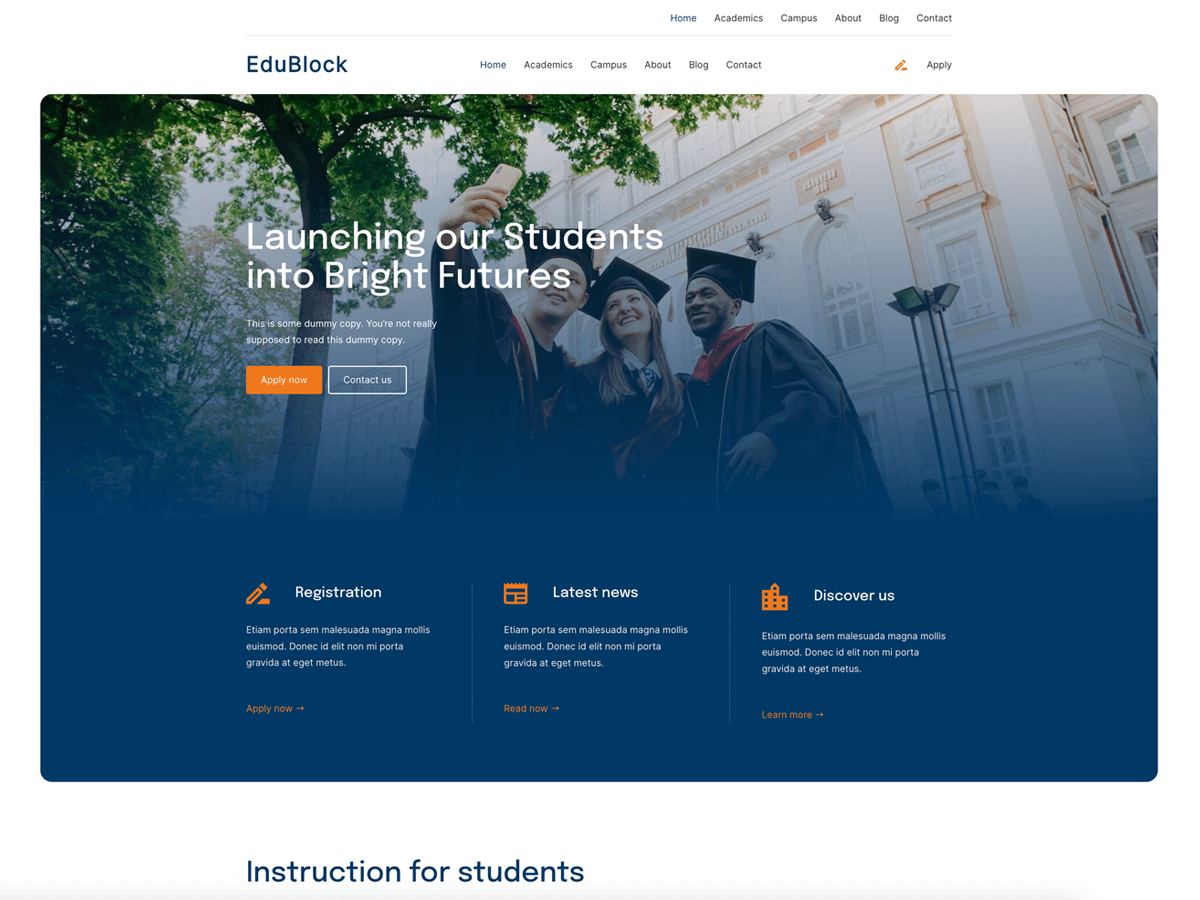 Home Academics Campus About Blog Contact
EduBlock Home Academics Campus About Blog Contact Apply
Launching our Students
into Bright Futures
This is some dummy copy. You're not really
supposed to read this dummy copy.
Apply now Contact us
Registration
Etiam porta sem malesuada magna mollis
euismod. Donec id elit non mi porta
gravida at eget metus.
Apply now →
Latest news
Etiam porta sem malesuada magna mollis
euismod. Donec id elit non mi porta
gravida at eget metus.
Read now →
Discover us
Etiam porta sem malesuada magna mollis
euismod. Donec id elit non mi porta
gravida at eget metus.
Learn more →
Instruction for students